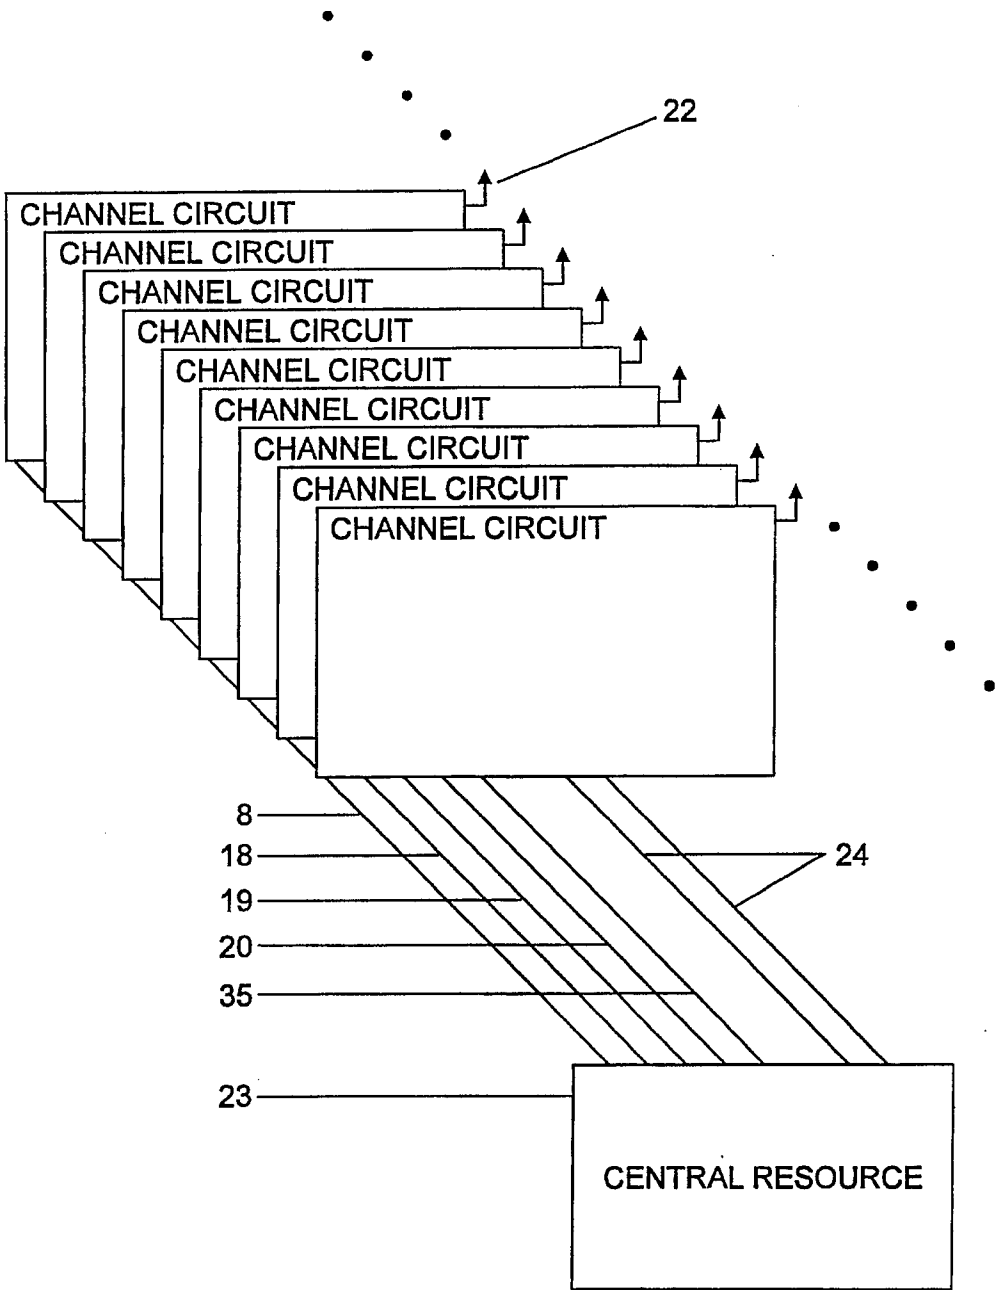 22
CHANNEL CIRCUIT
CHANNEL CIRCUIT
CHANNEL CIRCUIT
CHANNEL CIRCUIT
CHANNEL CIRCUIT
CHANNEL CIRCUIT
CHANNEL CIRCUIT
CHANNEL CIRCUIT
CHANNEL CIRCUIT
8
18
24
19
20
35
23
CENTRAL RESOURCE